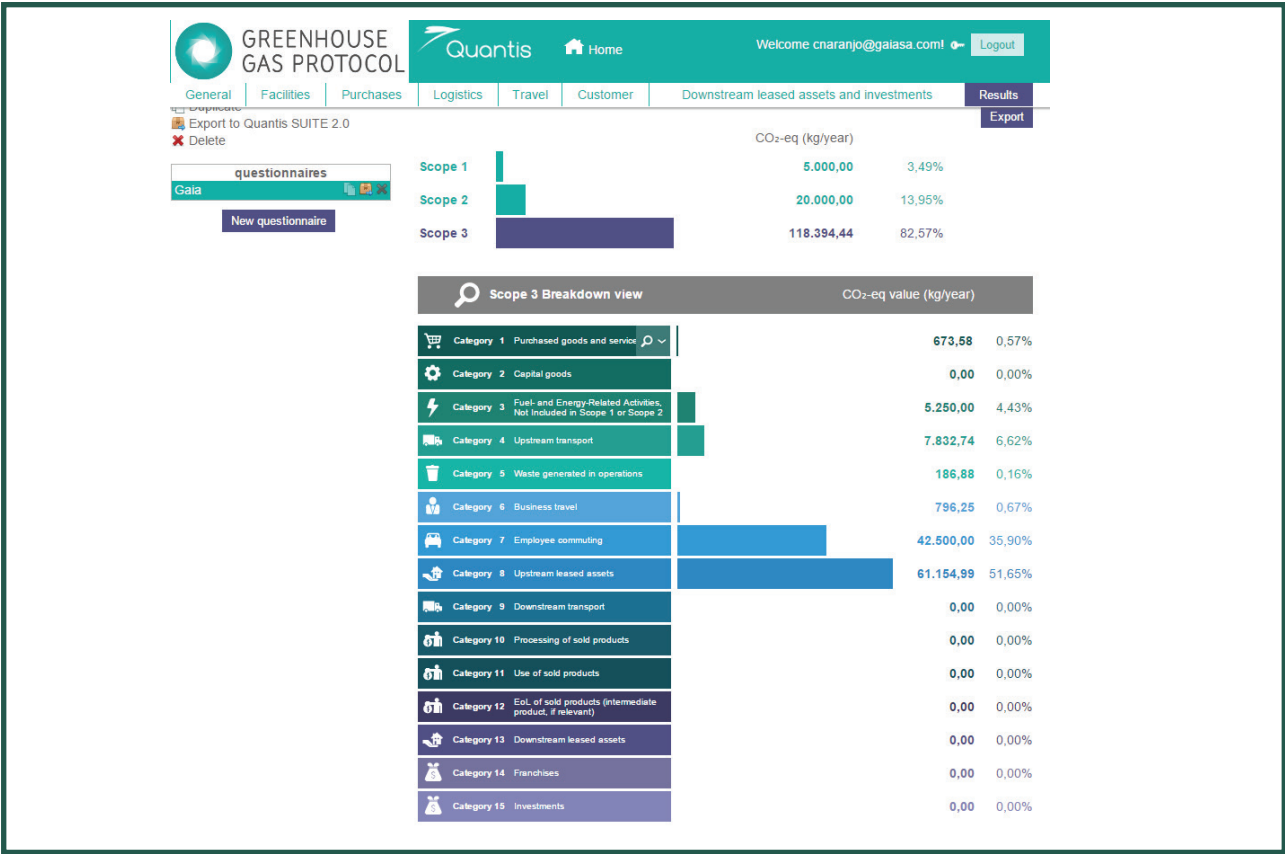 GREENHOUSE
GAS PROTOCOL
Quantis
Home
Welcome cnaranjo@gaiasa.com!
Logout
General
Facilities
Purchases
Logistics
Travel
Customer
Downstream leased assets and investments
Results
Duplicate
Export to Quantis SUITE 2.0
Export
Delete
CO₂-eq (kg/year)
questionnaires
Gaia
New questionnaire
Scope 1 5.000,00 3,49%
Scope 2 20.000,00 13,95%
Scope 3 118.394,44 82,57%
Scope 3 Breakdown view CO₂-eq value (kg/year)
Category 1 Purchased goods and service 673,58 0,57%
Category 2 Capital goods 0,00 0,00%
Category 3 Fuel- and Energy-Related Activities,
Not Included in Scope 1 or Scope 2 5.250,00 4,43%
Category 4 Upstream transport 7.832,74 6,62%
Category 5 Waste generated in operations 186,88 0,16%
Category 6 Business travel 796,25 0,67%
Category 7 Employee commuting 42.500,00 35,90%
Category 8 Upstream leased assets 61.154,99 51,65%
Category 9 Downstream transport 0,00 0,00%
Category 10 Processing of sold products 0,00 0,00%
Category 11 Use of sold products 0,00 0,00%
Category 12 EoL of sold products (intermediate
product, if relevant) 0,00 0,00%
Category 13 Downstream leased assets 0,00 0,00%
Category 14 Franchises 0,00 0,00%
Category 15 Investments 0,00 0,00%